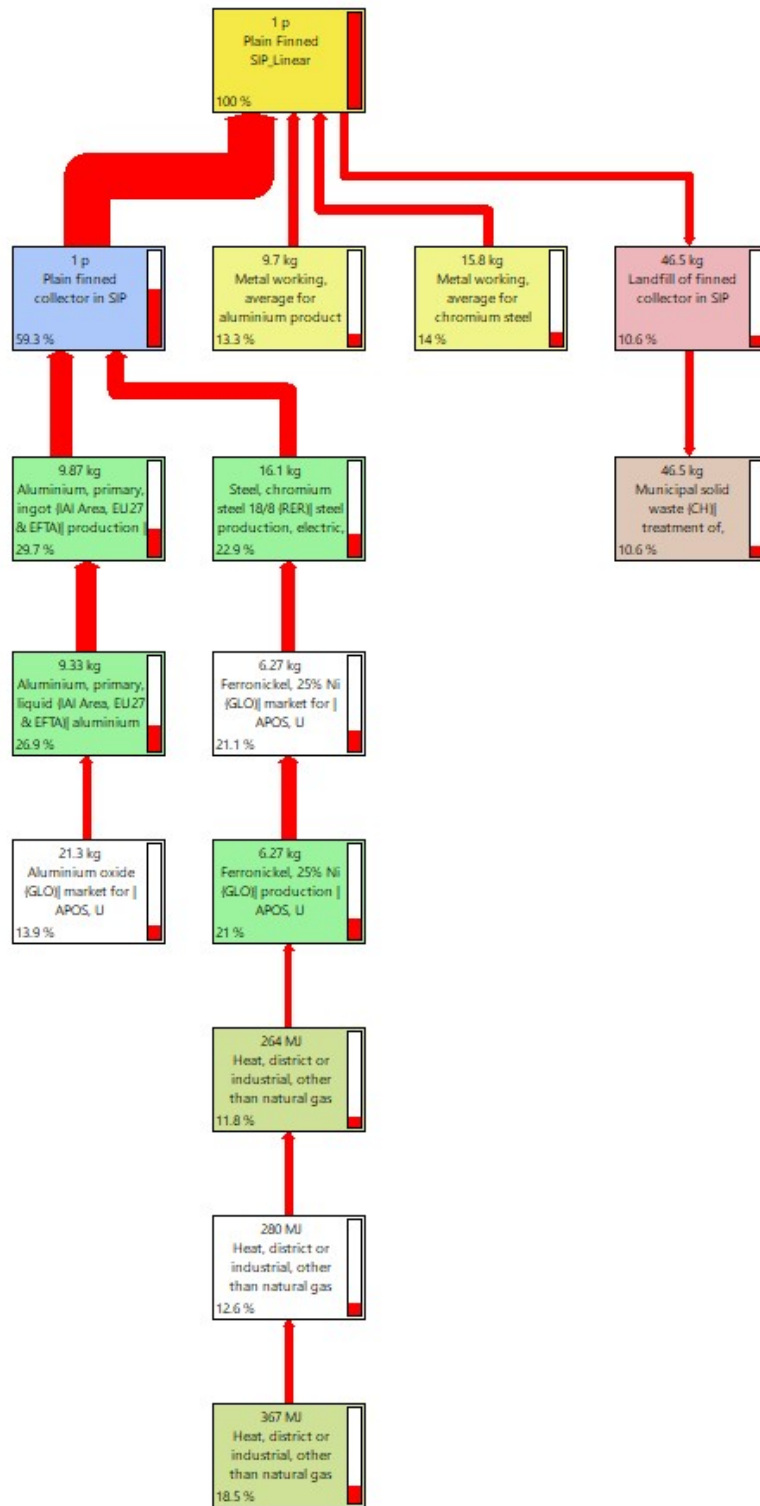 1 p
Plain Finned
SIP_Linear
100 %
1 p
Plain finned
collector in SIP
59.3 %
9.7 kg
Metal working,
average for
aluminium product
13.3 %
15.8 kg
Metal working,
average for
chromium steel
14 %
46.5 kg
Landfill of finned
collector in SIP
10.6 %
9.87 kg
Aluminium, primary,
ingot {IAI Area, EU27
& EFTA}| production |
29.7 %
16.1 kg
Steel, chromium
steel 18/8 {RER}| steel
production, electric,
22.9 %
46.5 kg
Municipal solid
waste {CH}|
treatment of,
10.6 %
9.33 kg
Aluminium, primary,
liquid {IAI Area, EU27
& EFTA}| aluminium
26.9 %
6.27 kg
Ferronickel, 25% Ni
{GLO}| market for |
APOS, U
21.1 %
21.3 kg
Aluminium oxide
{GLO}| market for |
APOS, U
13.9 %
6.27 kg
Ferronickel, 25% Ni
{GLO}| production |
APOS, U
21 %
264 MJ
Heat, district or
industrial, other
than natural gas
11.8 %
280 MJ
Heat, district or
industrial, other
than natural gas
12.6 %
367 MJ
Heat, district or
industrial, other
than natural gas
18.5 %